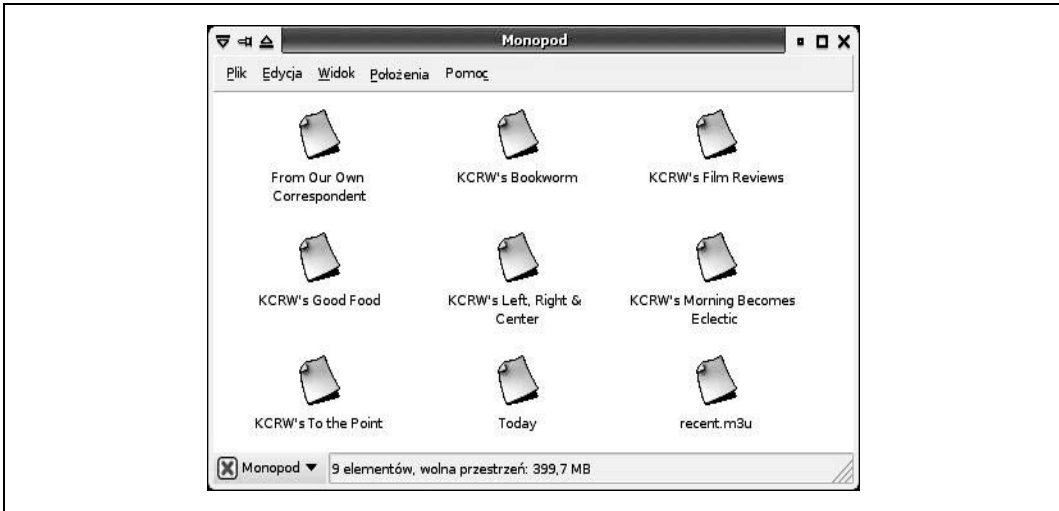 Monopod
Plik Edycja Widok Położenia Pomoc
From Our Own
Correspondent
KCRW's Bookworm
KCRW's Film Reviews
KCRW's Good Food
KCRW's Left, Right &
Center
KCRW's Morning Becomes
Eclectic
KCRW's To the Point
Today
recent.m3u
Monopod
9 elementów, wolna przestrzeń: 399,7 MB